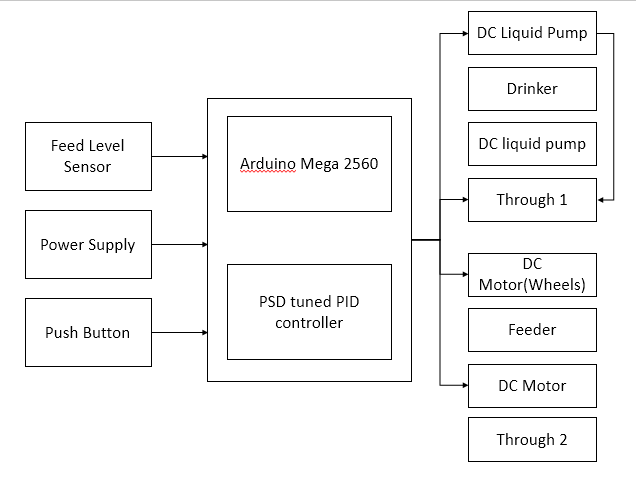 Feed Level
Sensor
Power Supply
Push Button
Arduino Mega 2560
PSD tuned PID
controller
DC Liquid Pump
Drinker
DC liquid pump
Through 1
DC
Motor(Wheels)
Feeder
DC Motor
Through 2